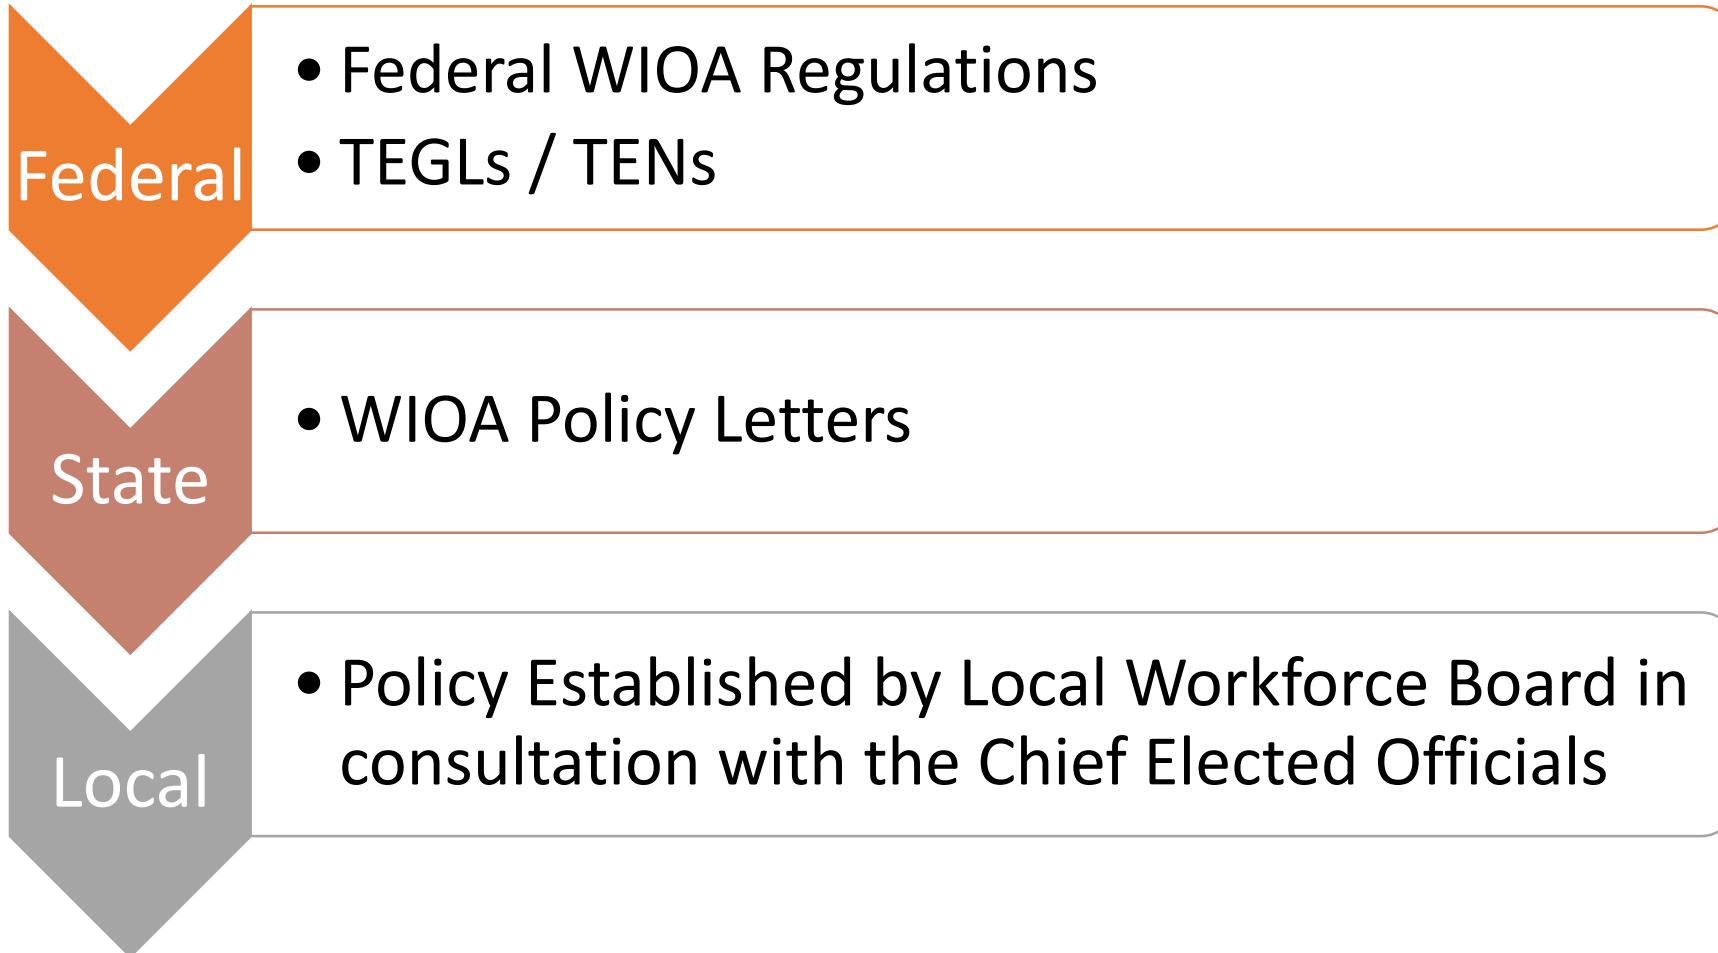 Federal
• Federal WIOA Regulations
• TEGLs / TENs
State
• WIOA Policy Letters
Local
• Policy Established by Local Workforce Board in
consultation with the Chief Elected Officials